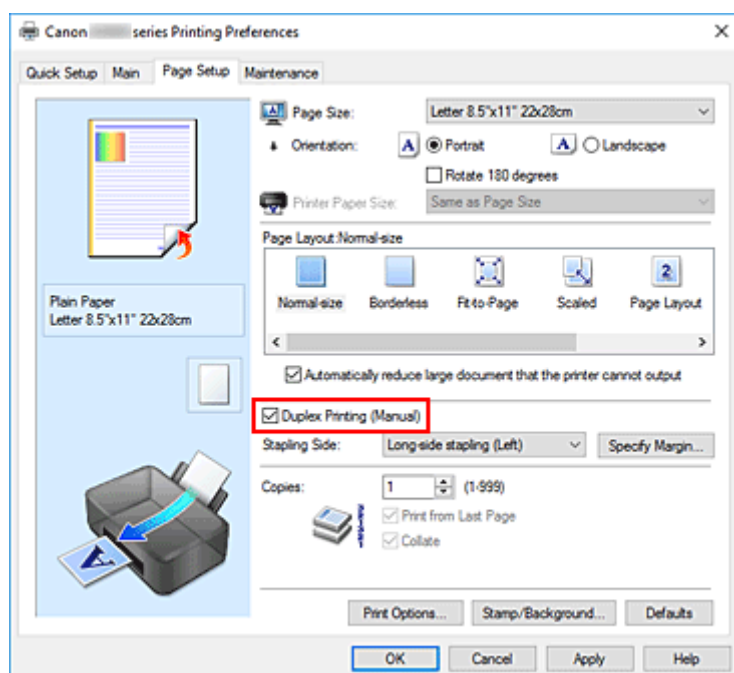 Canon series Printing Preferences
Quick Setup Main Page Setup Maintenance
Page Size: Letter 8.5"x11" 22x28cm
Orientation: A Portrait A Landscape
Rotate 180 degrees
Printer Paper Size: Same as Page Size
Page Layout:Normal-size
2
Normal-size Borderless Fit-to-Page Scaled Page Layout
Plain Paper
Letter 8.5"x11" 22x28cm
Automatically reduce large document that the printer cannot output
Duplex Printing (Manual)
Stapling Side: Long-side stapling (Left) Specify Margin...
Copies: 1 (1-999)
Print from Last Page
Collate
A
Print Options... Stamp/Background... Defaults
OK Cancel Apply Help